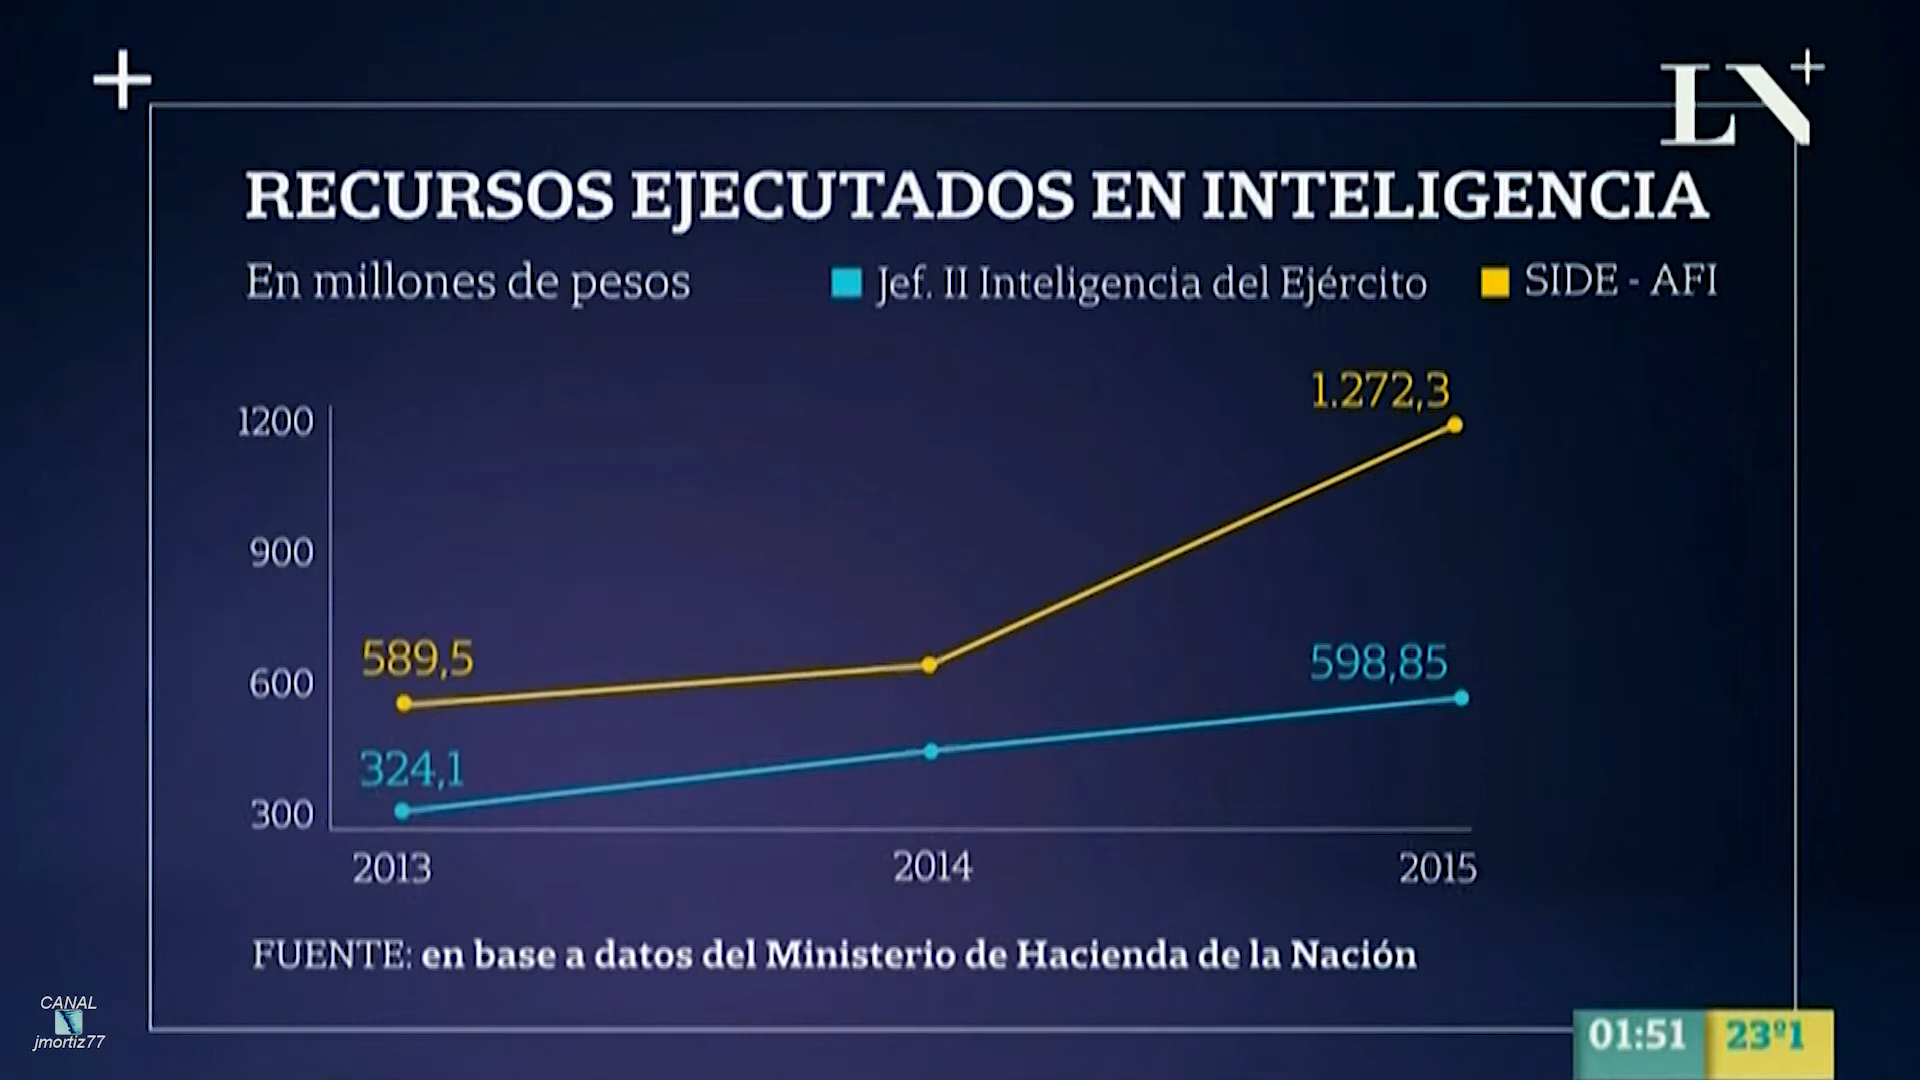 LN+
RECURSOS EJECUTADOS EN INTELIGENCIA
En millones de pesos
Jef. II Inteligencia del Ejército
SIDE - AFI
1.272,3
1200
900
589,5
598,85
600
324,1
300
2013 2014 2015
FUENTE: en base a datos del Ministerio de Hacienda de la Nación
CANAL
jmortiz77
01:51 23º1